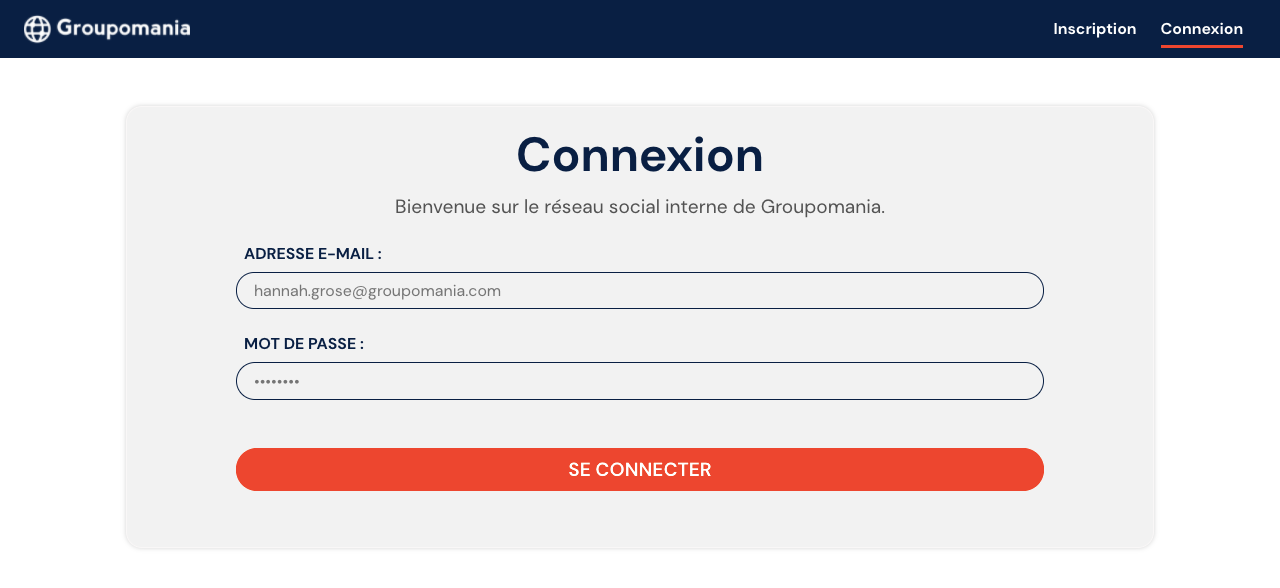 Groupomania
Inscription
Connexion
Connexion
Bienvenue sur le réseau social interne de Groupomania.
ADRESSE E-MAIL :
hannah.grose@groupomania.com
MOT DE PASSE :
••••••••
SE CONNECTER